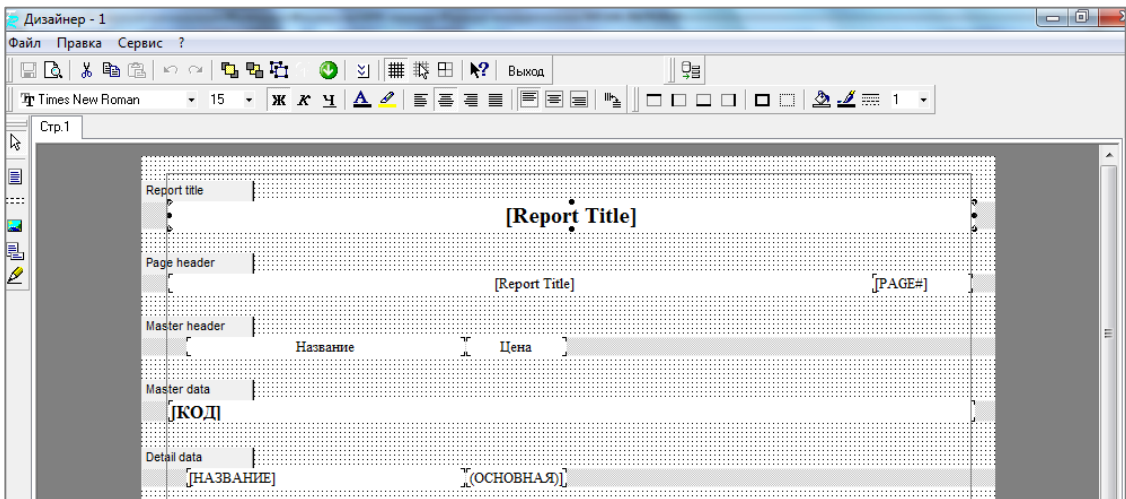 Дизайнер - 1
Файл Правка Сервис ?
Выход
Times New Roman 15 Ж К Ч 1
Стр.1
Report title
[Report Title]
Page header
[Report Title] [PAGE#]
Master header
Название Цена
Master data
[КОД]
Detail data
[НАЗВАНИЕ] (ОСНОВНАЯ)]